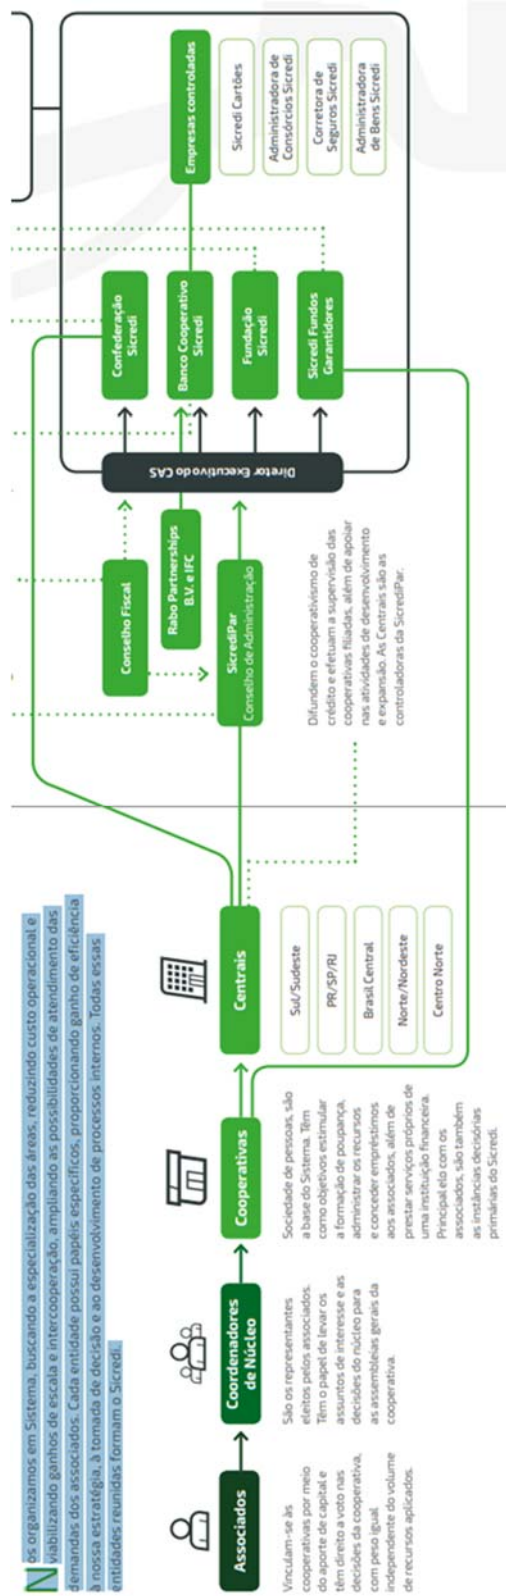 Nos organizamos em Sistema, buscando a especialização das áreas, reduzindo custo operacional e
viabilizando ganhos de escala e intercooperação, ampliando as possibilidades de atendimento das
demandas dos associados. Cada entidade possui papéis específicos, proporcionando ganho de eficiência
à nossa estratégia, à tomada de decisão e ao desenvolvimento de processos internos. Todas essas
entidades reunidas formam o Sicredi.
Associados
Vinculam-se às
cooperativas por meio
do aporte de capital e
têm direito a voto nas
decisões da cooperativa,
com peso igual
independente do volume
de recursos aplicados.
Coordenadores
de Núcleo
São os representantes
eleitos pelos associados.
Têm o papel de levar os
assuntos de interesse e as
decisões do núcleo para
as assembleias gerais da
cooperativa.
Cooperativas
Sociedade de pessoas, são
a base do Sistema. Têm
como objetivos estimular
a formação de poupança,
administrar os recursos
e conceder empréstimos
aos associados, além de
prestar serviços próprios de
uma instituição financeira.
Principal elo com os
associados, são também
as instâncias decisórias
primárias do Sicredi.
Centrais
Sul/Sudeste
PR/SP/RJ
Brasil Central
Norte/Nordeste
Centro Norte
Difundem o cooperativismo de
crédito e efetuam a supervisão das
cooperativas filiadas, além de apoiar
nas atividades de desenvolvimento
e expansão. As Centrais são as
controladoras da SicrediPar.
Conselho Fiscal
Rabo Partnerships
B.V. e IFC
SicrediPar
Conselho de Administração
Diretor Executivo do CAS
Confederação
Sicredi
Banco Cooperativo
Sicredi
Fundação
Sicredi
Sicredi Fundos
Garantidores
Empresas controladas
Sicredi Cartões
Administradora de
Consórcios Sicredi
Corretora de
Seguros Sicredi
Administradora
de Bens Sicredi